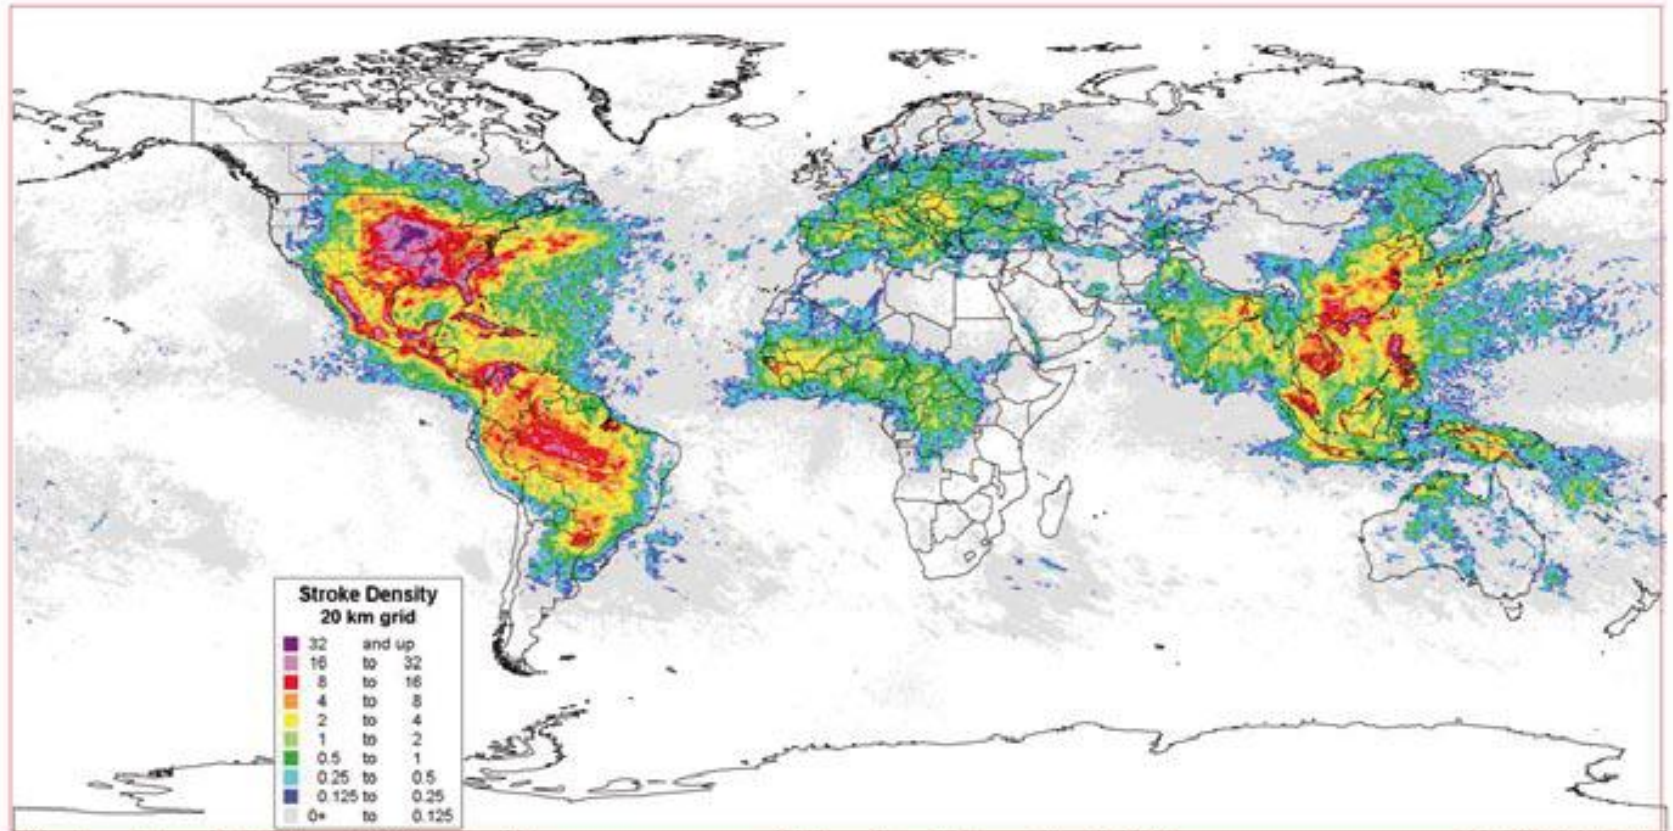 Stroke Density
20 km grid
32 and up
16 to 32
8 to 16
4 to 8
2 to 4
1 to 2
0.5 to 1
0.25 to 0.5
0.125 to 0.25
0+ to 0.125